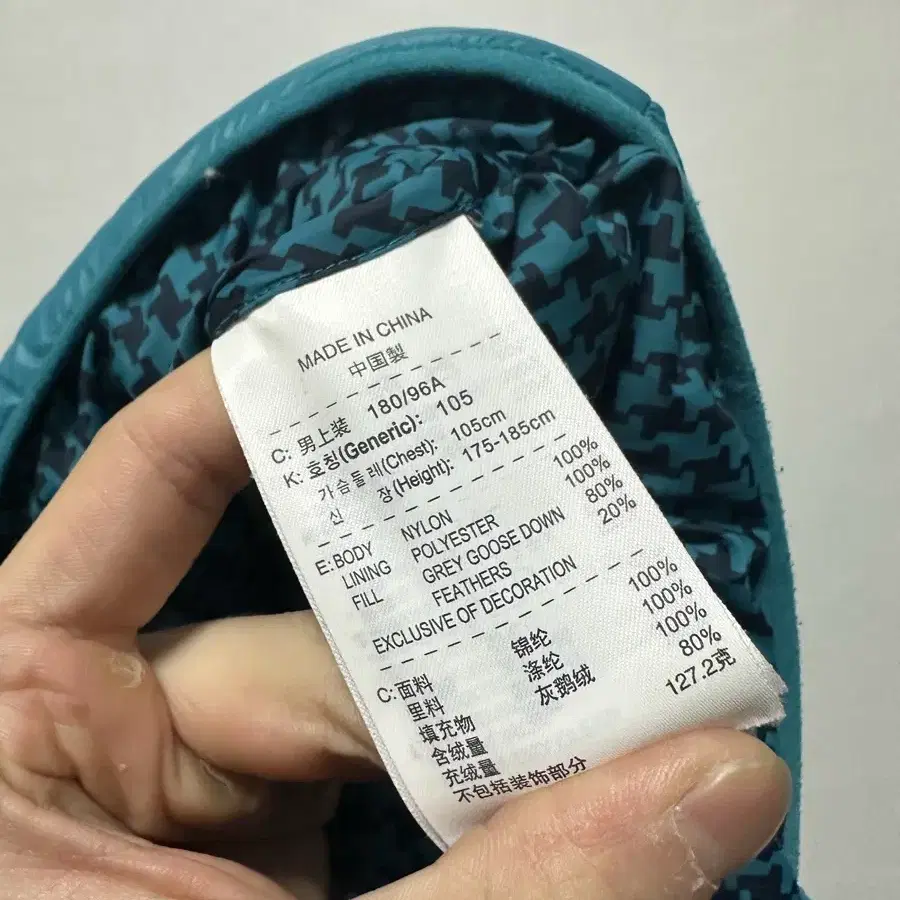 MADE IN CHINA
中国製
C: 男上装 180/96A
K: 호칭(Generic): 105
가슴둘레(Chest): 105cm
신 장(Height): 175-185cm
E: BODY NYLON 100%
LINING POLYESTER 100%
FILL GREY GOOSE DOWN 80%
FEATHERS 20%
EXCLUSIVE OF DECORATION
C: 面料 锦纶 100%
里料 涤纶 100%
填充物 灰鹅绒 100%
含绒量 80%
充绒量 127.2克
不包括装饰部分